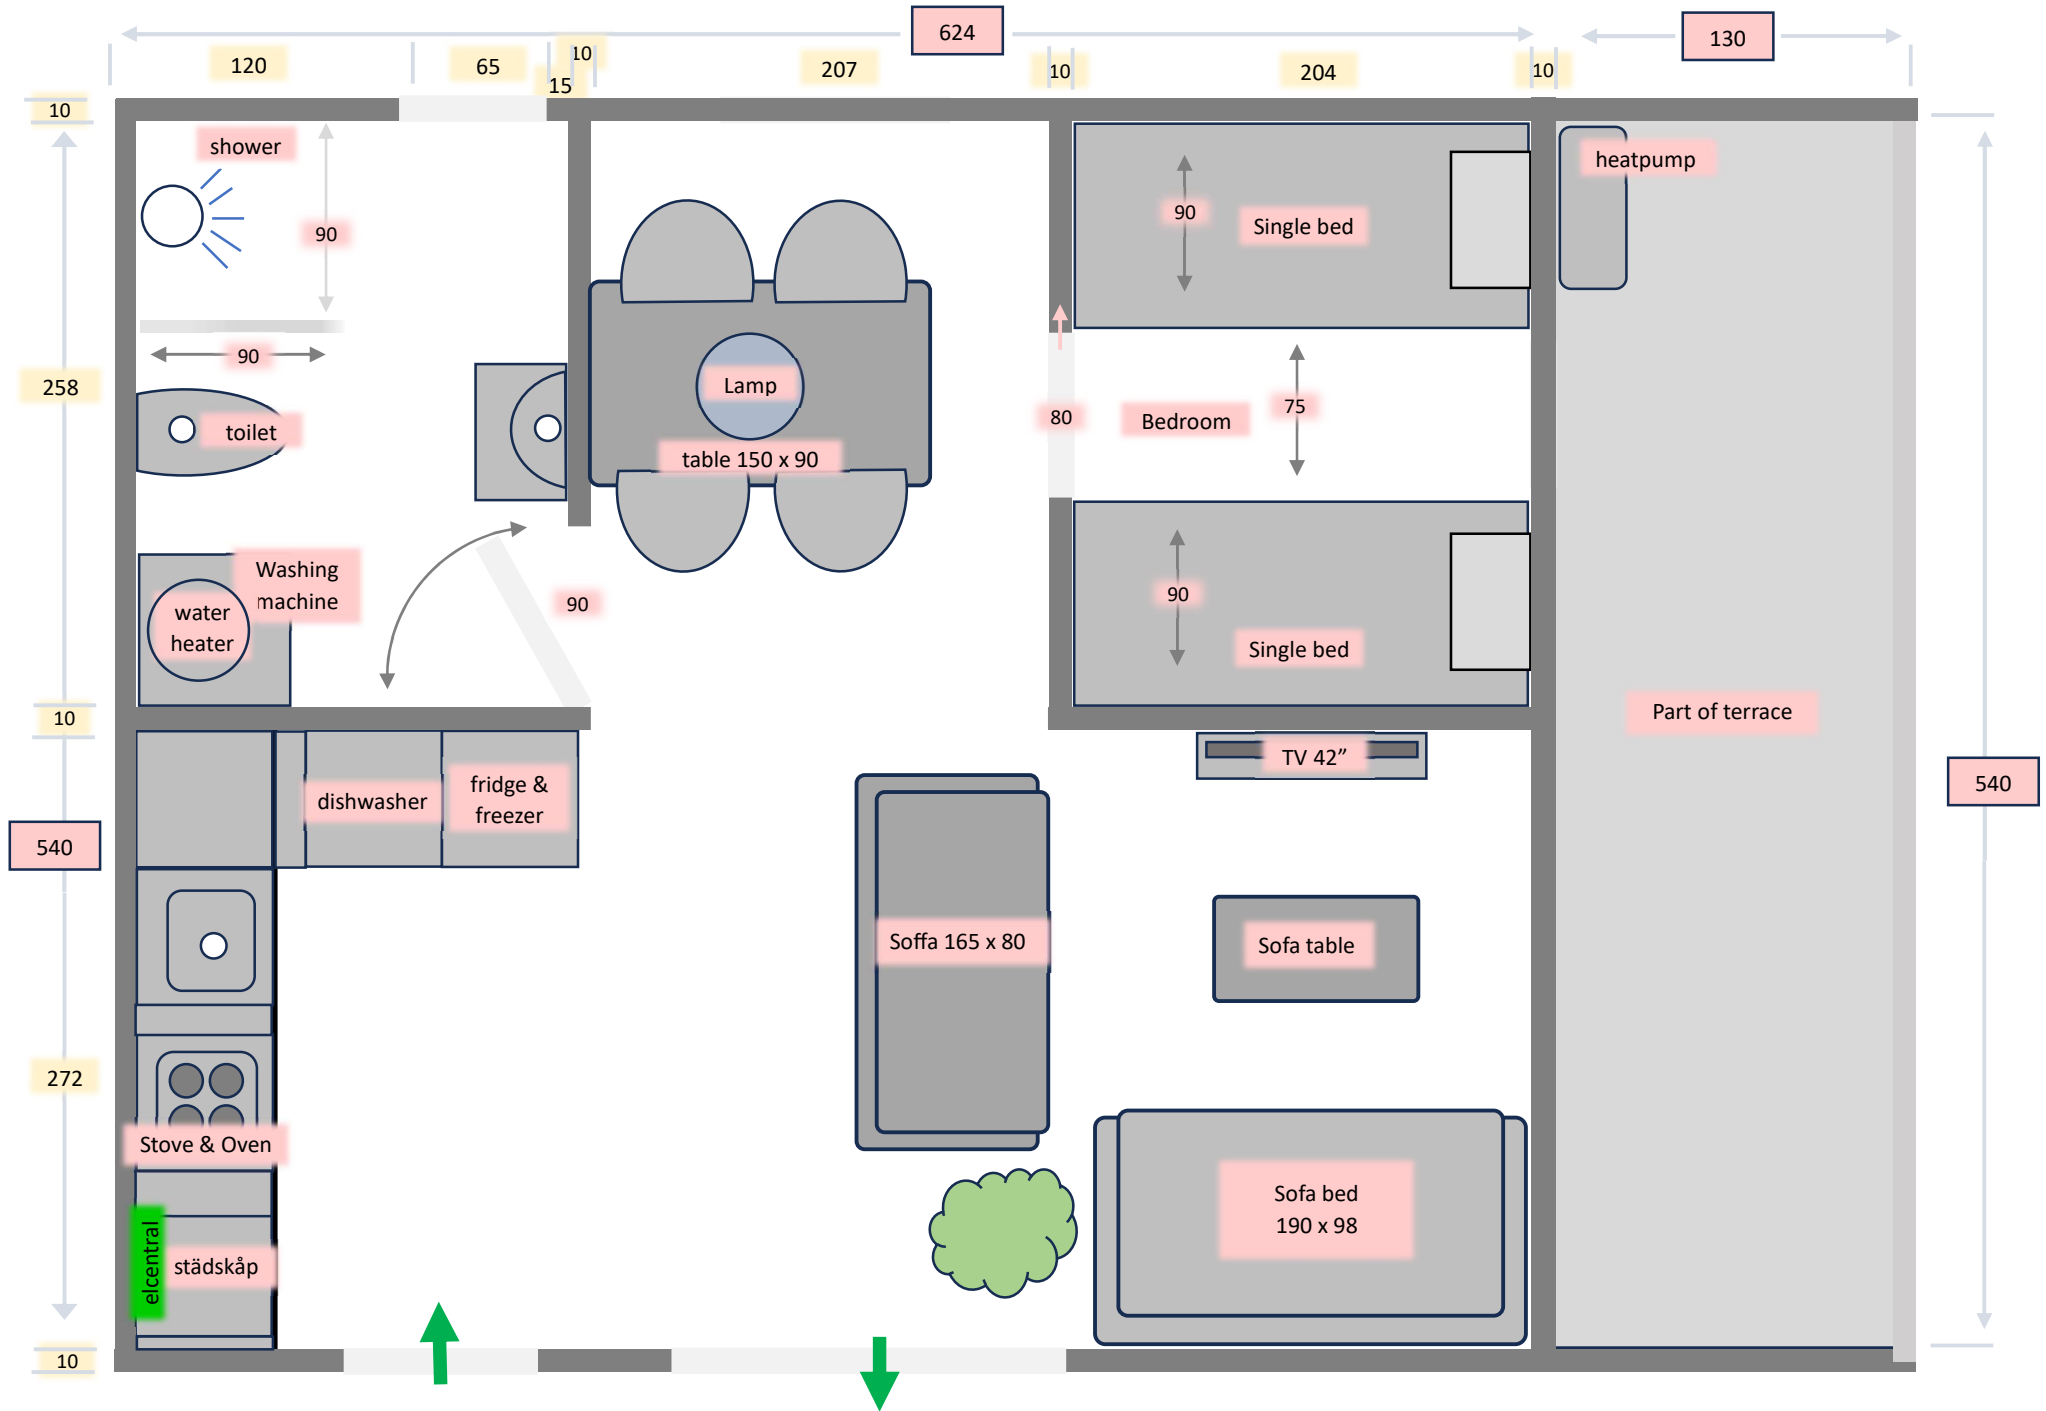 624
130
120
65
10
15
207
10
204
10
10
shower
heatpump
90
90
Single bed
258
90
Lamp
75
80
Bedroom
toilet
table 150 x 90
Washing
machine
water
heater
90
90
Single bed
10
Part of terrace
TV 42”
dishwasher
fridge &
freezer
540
540
Soffa 165 x 80
Sofa table
272
Stove & Oven
Sofa bed
190 x 98
elcentral
städskåp
10